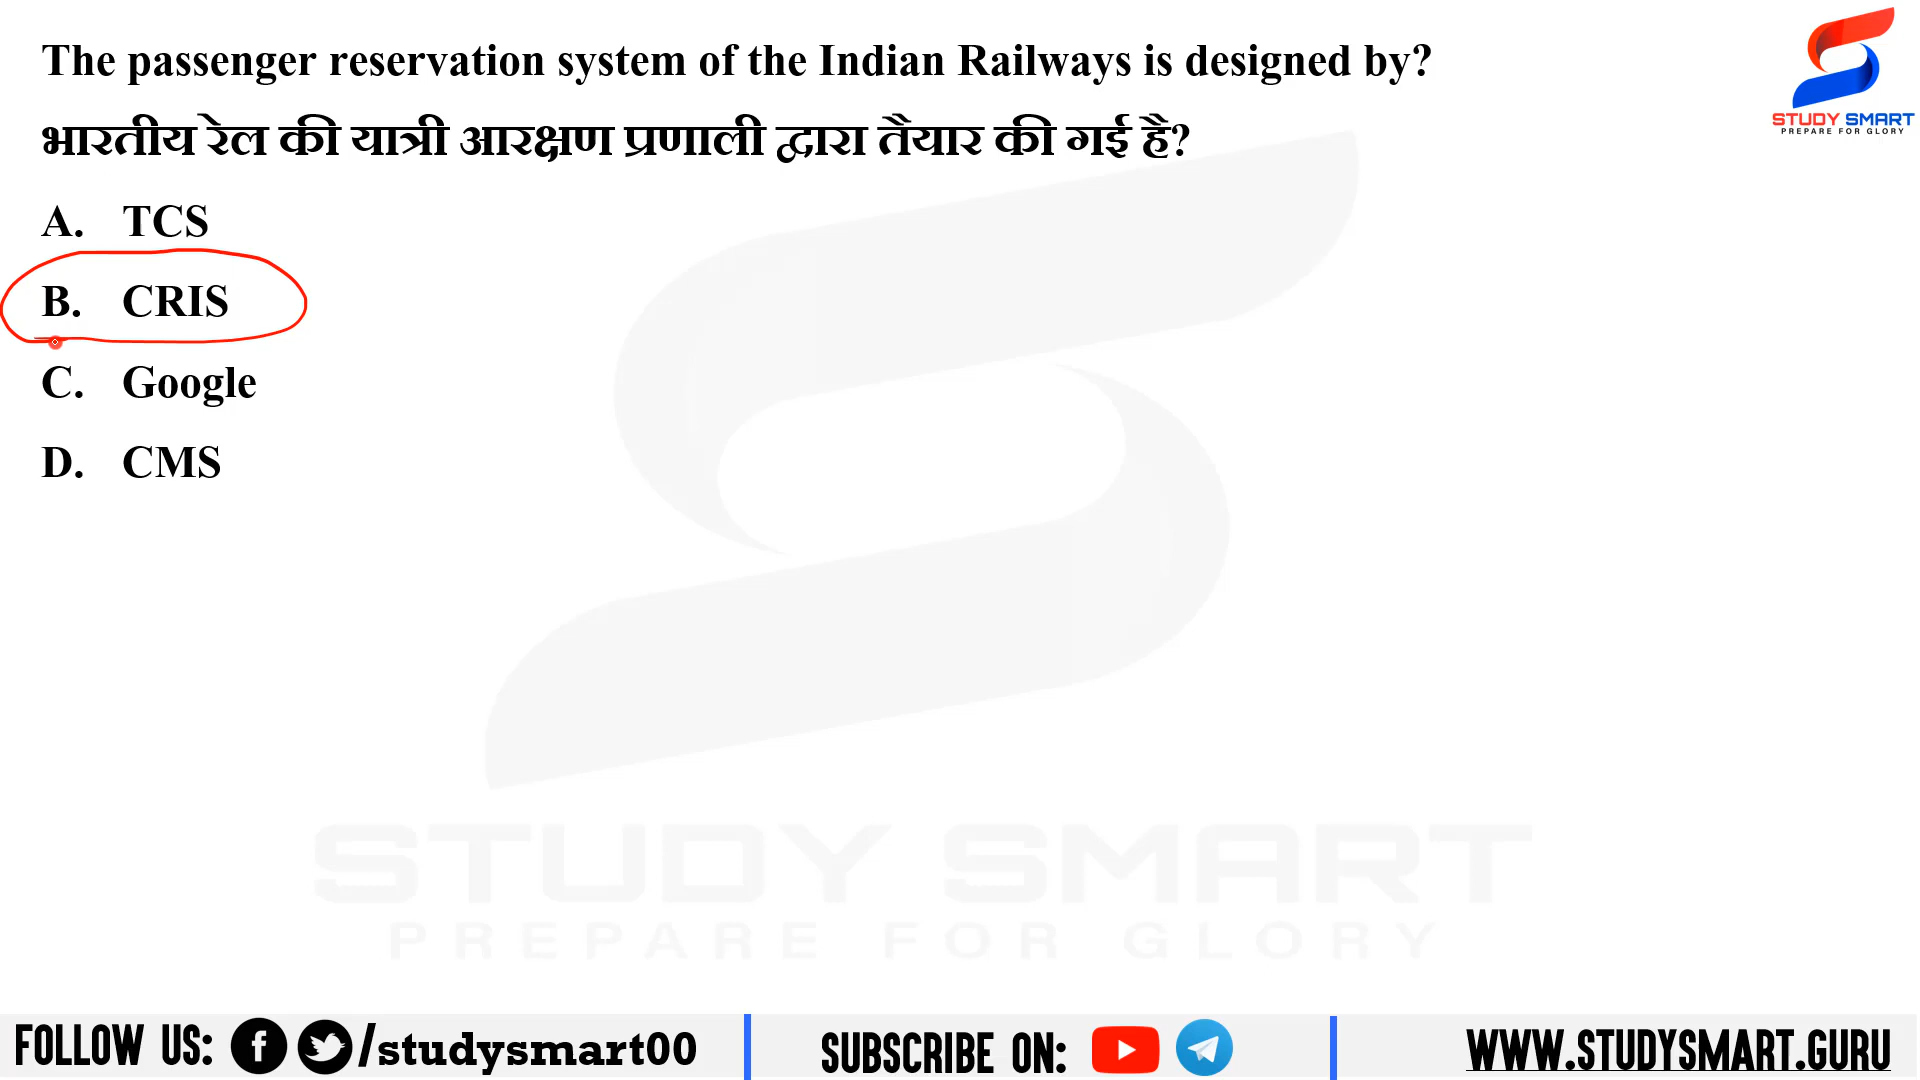 The passenger reservation system of the Indian Railways is designed by?
भारतीय रेल की यात्री आरक्षण प्रणाली द्वारा तैयार की गई है?
A. TCS
B. CRIS
C. Google
D. CMS
STUDY SMART
PREPARE FOR GLORY
STUDY SMART
PREPARE FOR GLORY
FOLLOW US: f /studysmart00
SUBSCRIBE ON:
WWW.STUDYSMART.GURU